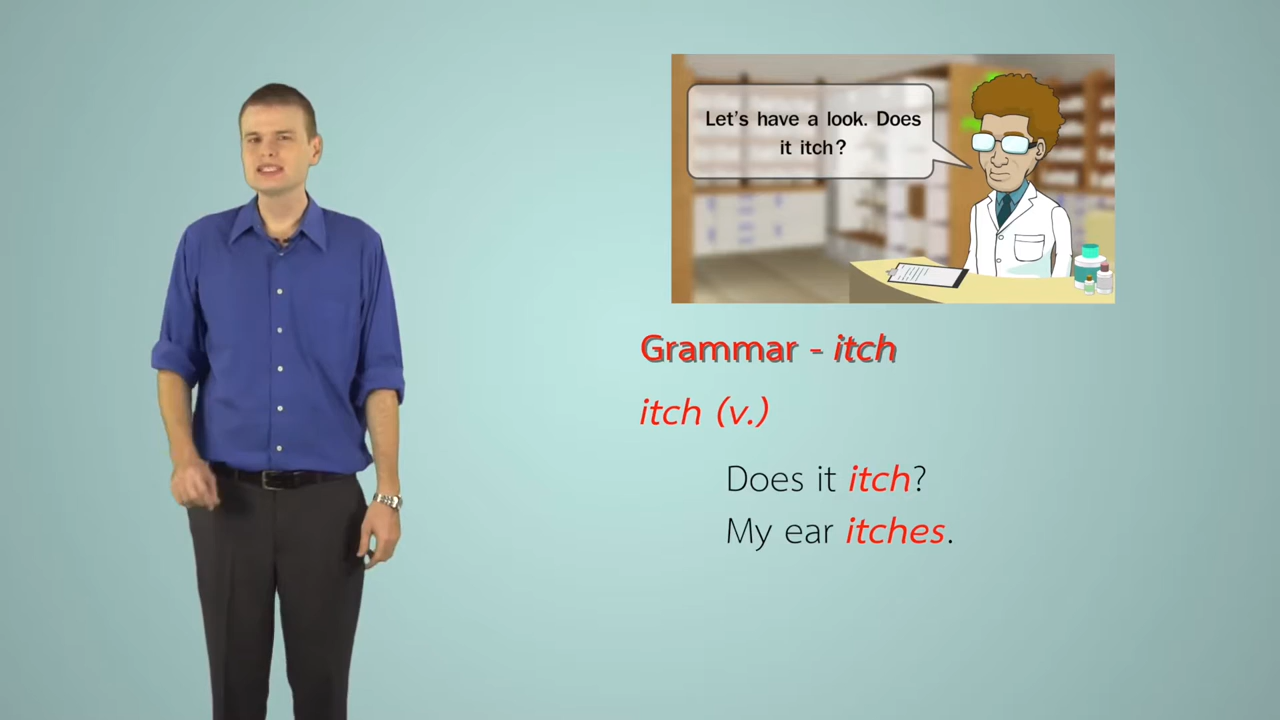 Let's have a look. Does
it itch?
Grammar - itch
itch (v.)
Does it itch?
My ear itches.